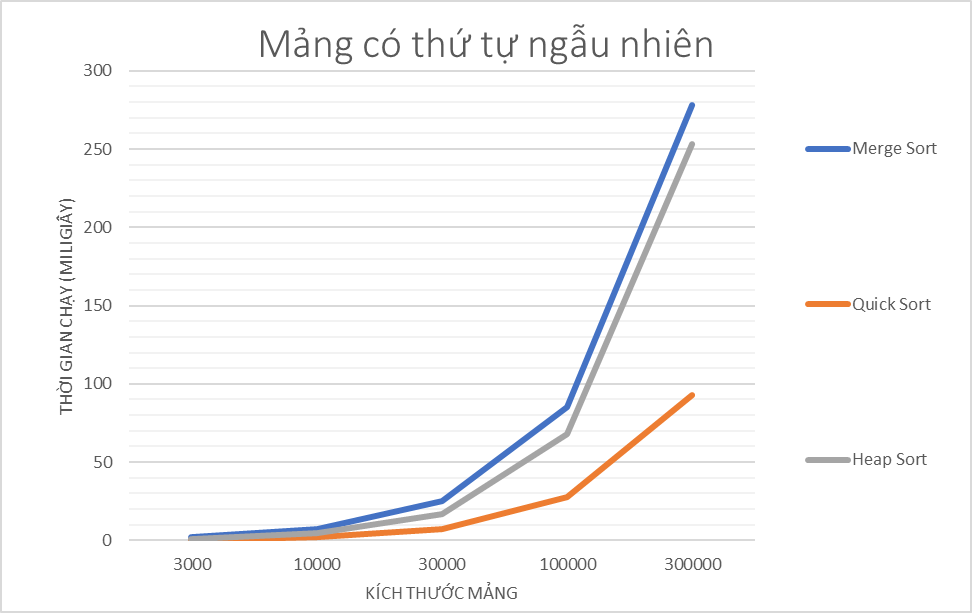 Mảng có thứ tự ngẫu nhiên
300
250
200
150
100
50
0
THỜI GIAN CHẠY (MILIGIÂY)
3000 10000 30000 100000 300000
KÍCH THƯỚC MẢNG
Merge Sort
Quick Sort
Heap Sort